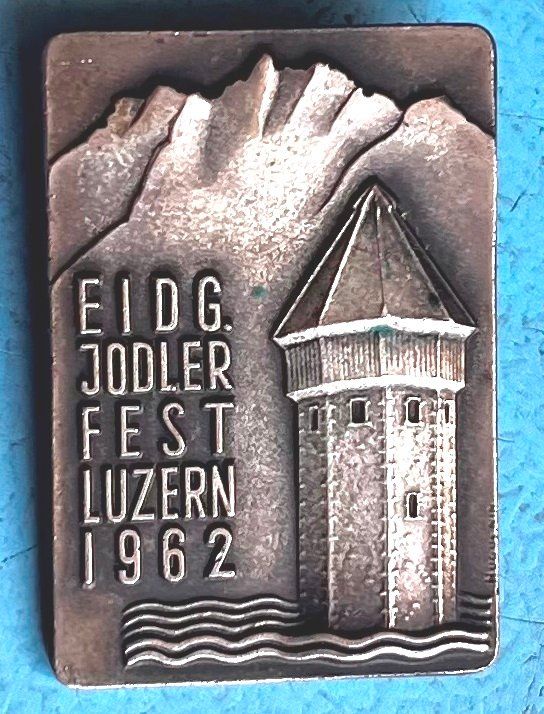 EIDG.
JODLER
FEST
LUZERN
1962